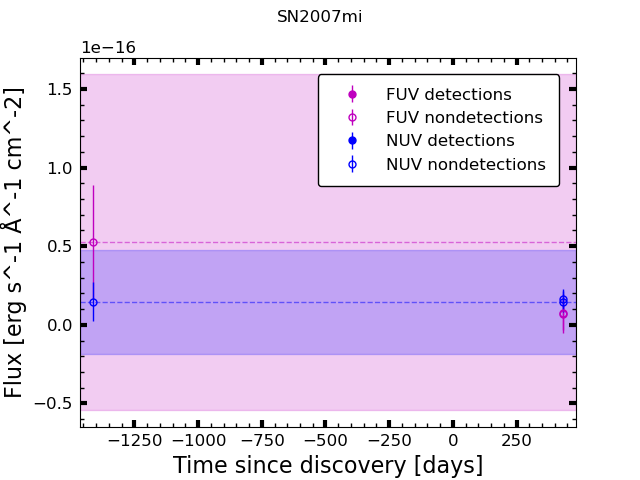 SN2007mi
1e−16
Flux [erg s^-1 Å^-1 cm^-2]
1.5
1.0
0.5
0.0
−0.5
FUV detections
FUV nondetections
NUV detections
NUV nondetections
−1250 −1000 −750 −500 −250 0 250
Time since discovery [days]